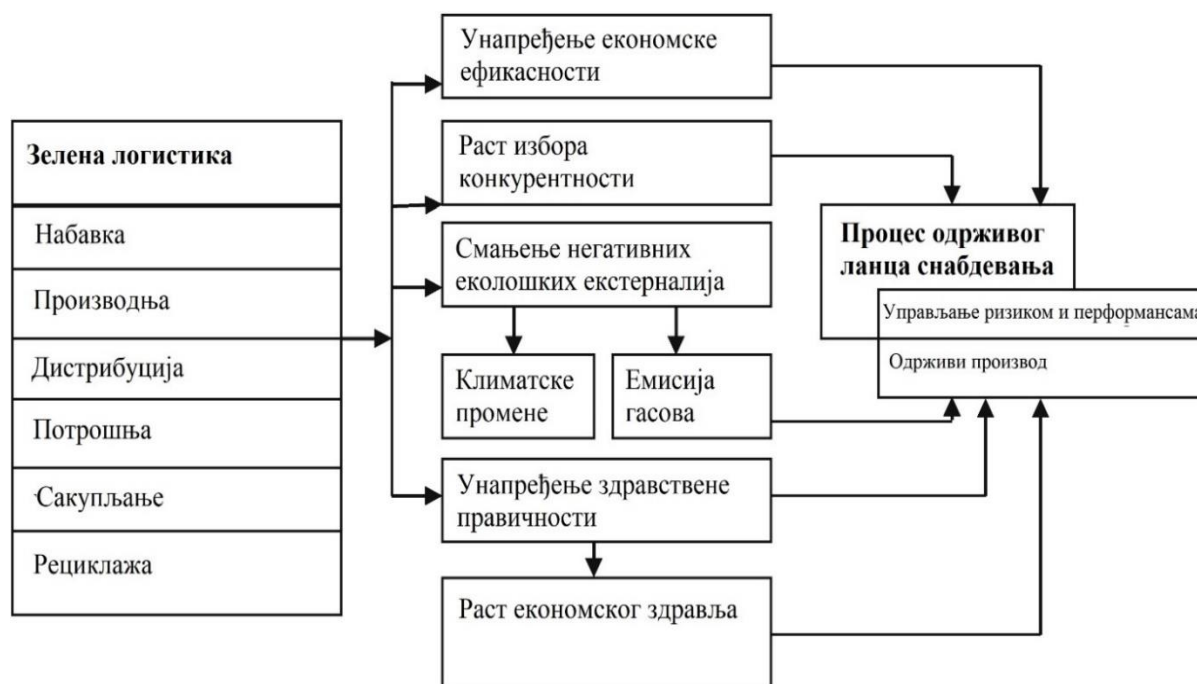 Зелена логистика
Набавка
Производња
Дистрибуција
Потрошња
Сакупљање
Рециклажа
Унапређење економске
ефикасности
Раст избора
конкурентности
Смањење негативних
еколошких екстерналија
Климатске
промене
Емисија
гасова
Унапређење здравствене
правичности
Раст економског здравља
Процес одрживог
ланца снабдевања
Управљање ризиком и перформансама
Одрживи производ